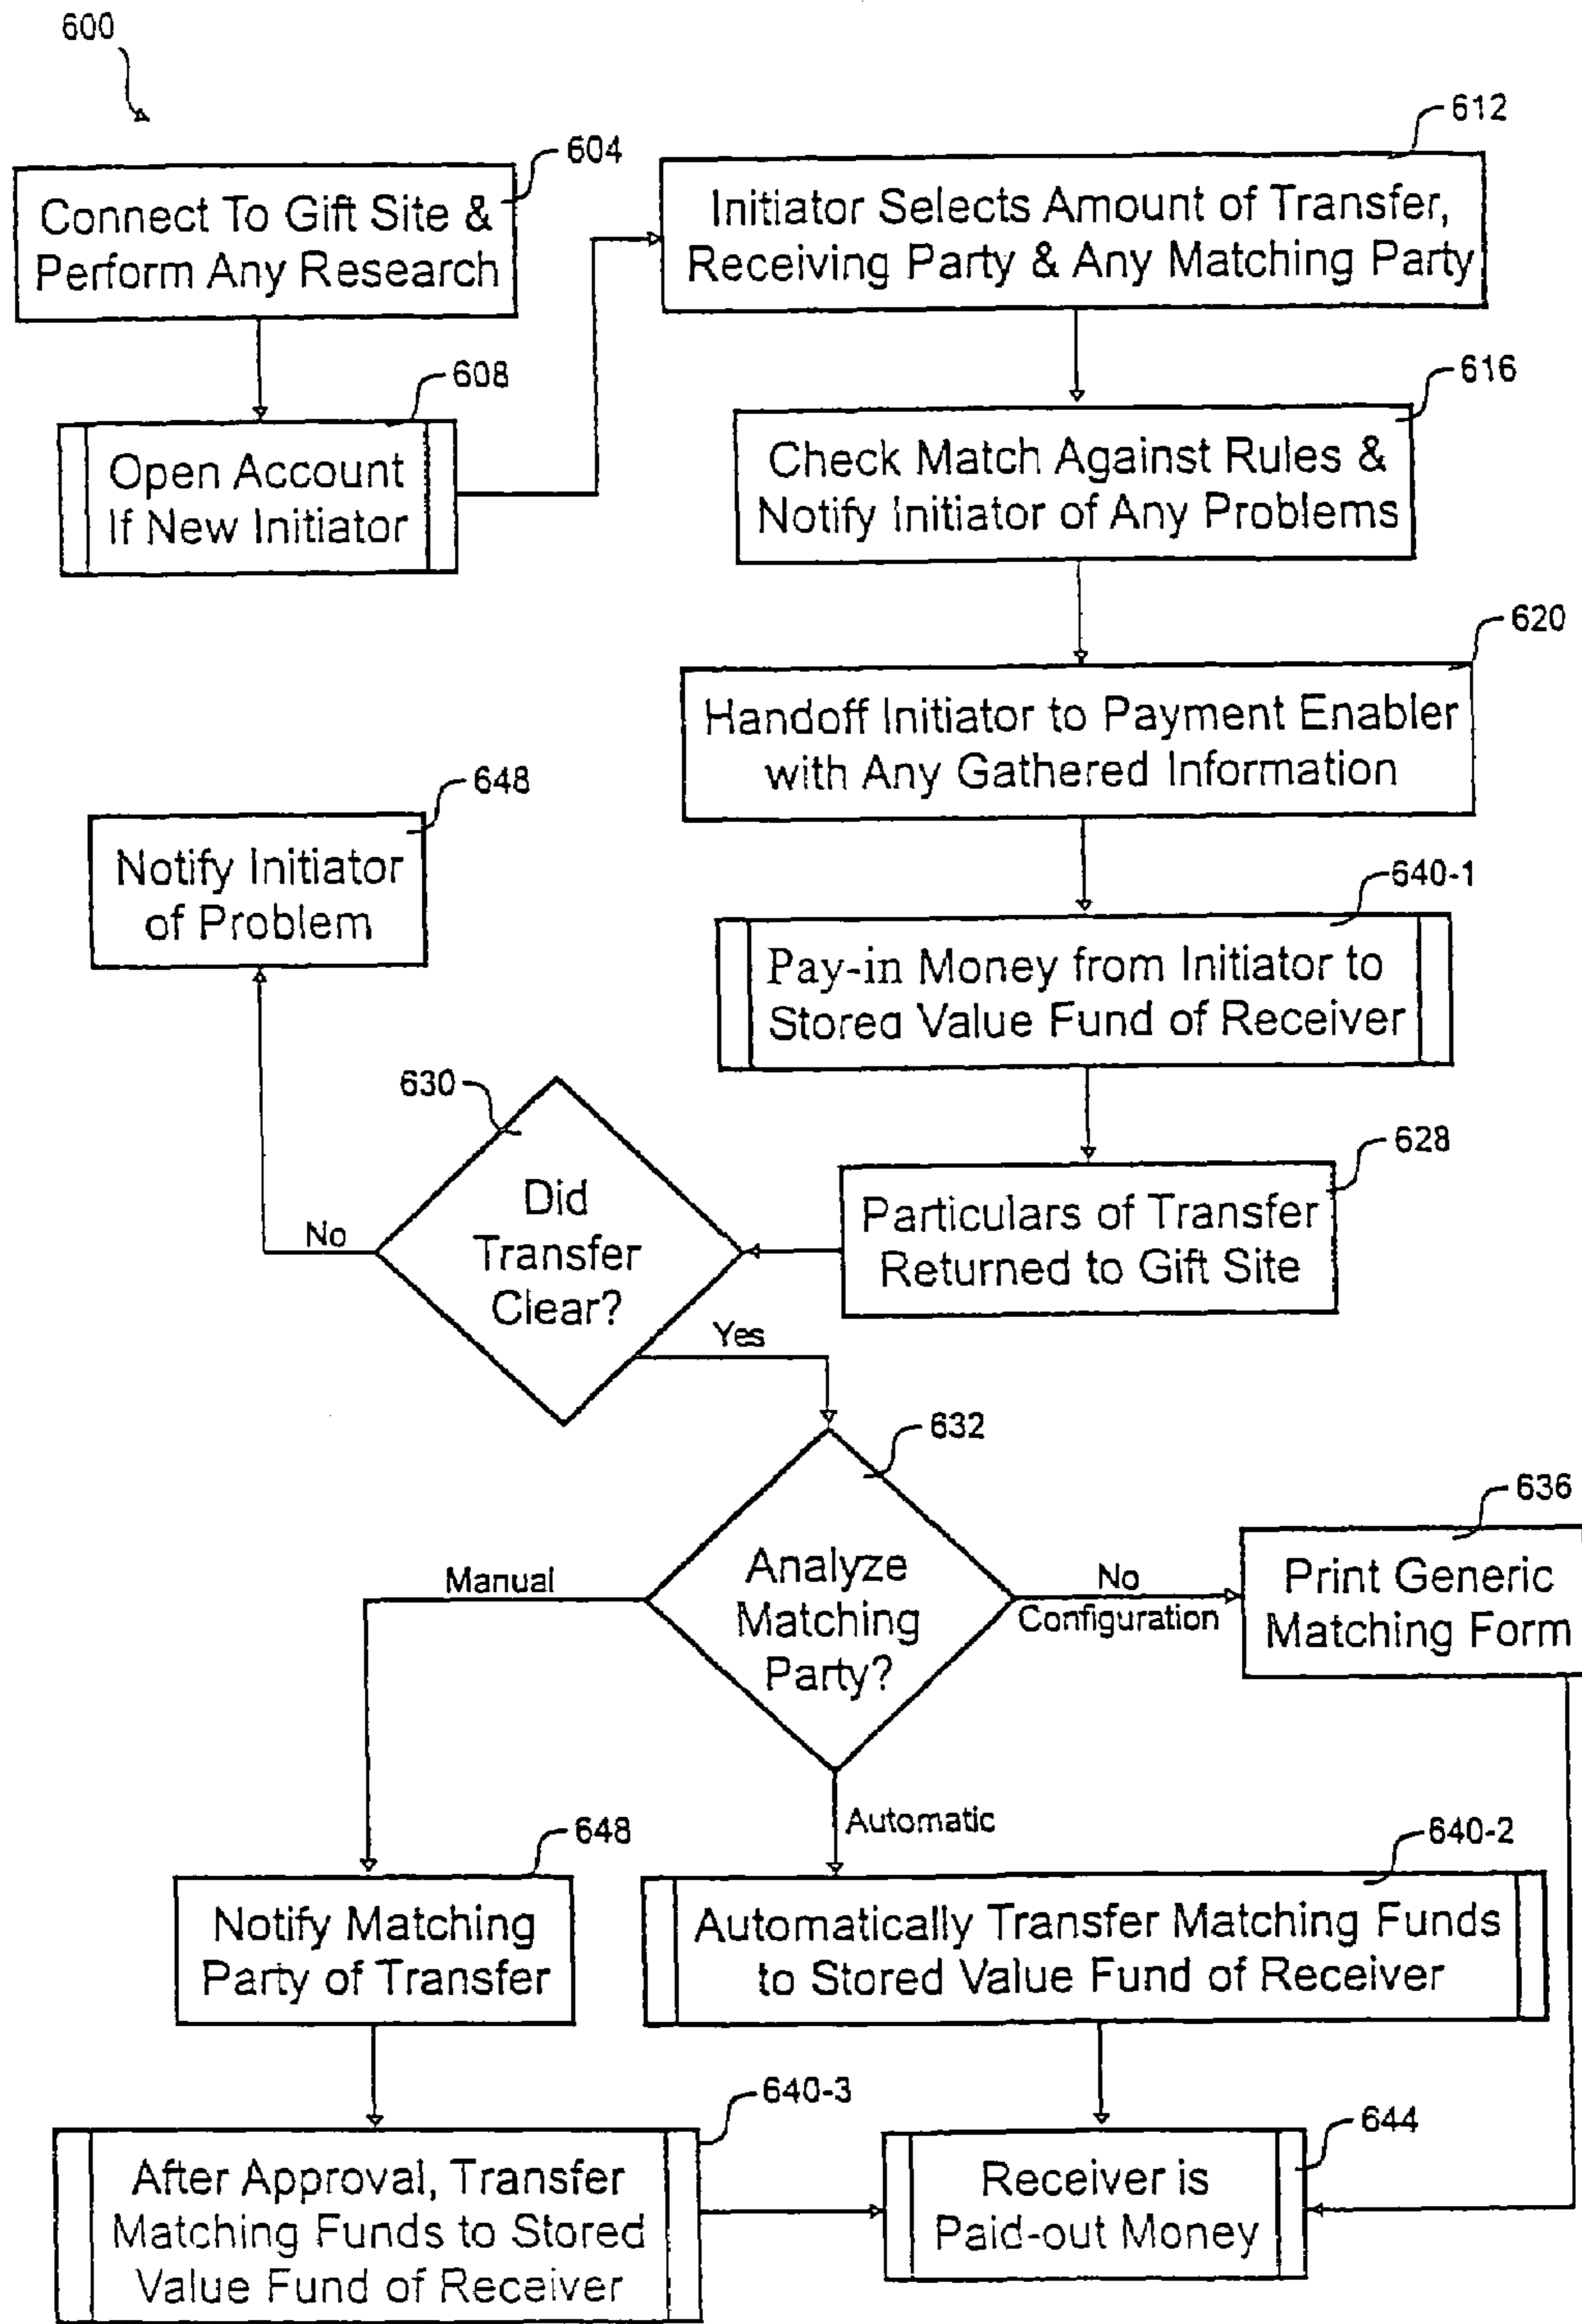 600
604
Connect To Gift Site &
Perform Any Research
608
Open Account
If New Initiator
612
Initiator Selects Amount of Transfer,
Receiving Party & Any Matching Party
616
Check Match Against Rules &
Notify Initiator of Any Problems
620
Handoff Initiator to Payment Enabler
with Any Gathered Information
640-1
Pay-in Money from Initiator to
Stored Value Fund of Receiver
628
Particulars of Transfer
Returned to Gift Site
630
Did
Transfer
Clear?
No
648
Notify Initiator
of Problem
Yes
632
Analyze
Matching
Party?
Manual
No
Configuration
636
Print Generic
Matching Form
Automatic
648
Notify Matching
Party of Transfer
640-2
Automatically Transfer Matching Funds
to Stored Value Fund of Receiver
640-3
After Approval, Transfer
Matching Funds to Stored
Value Fund of Receiver
644
Receiver is
Paid-out Money